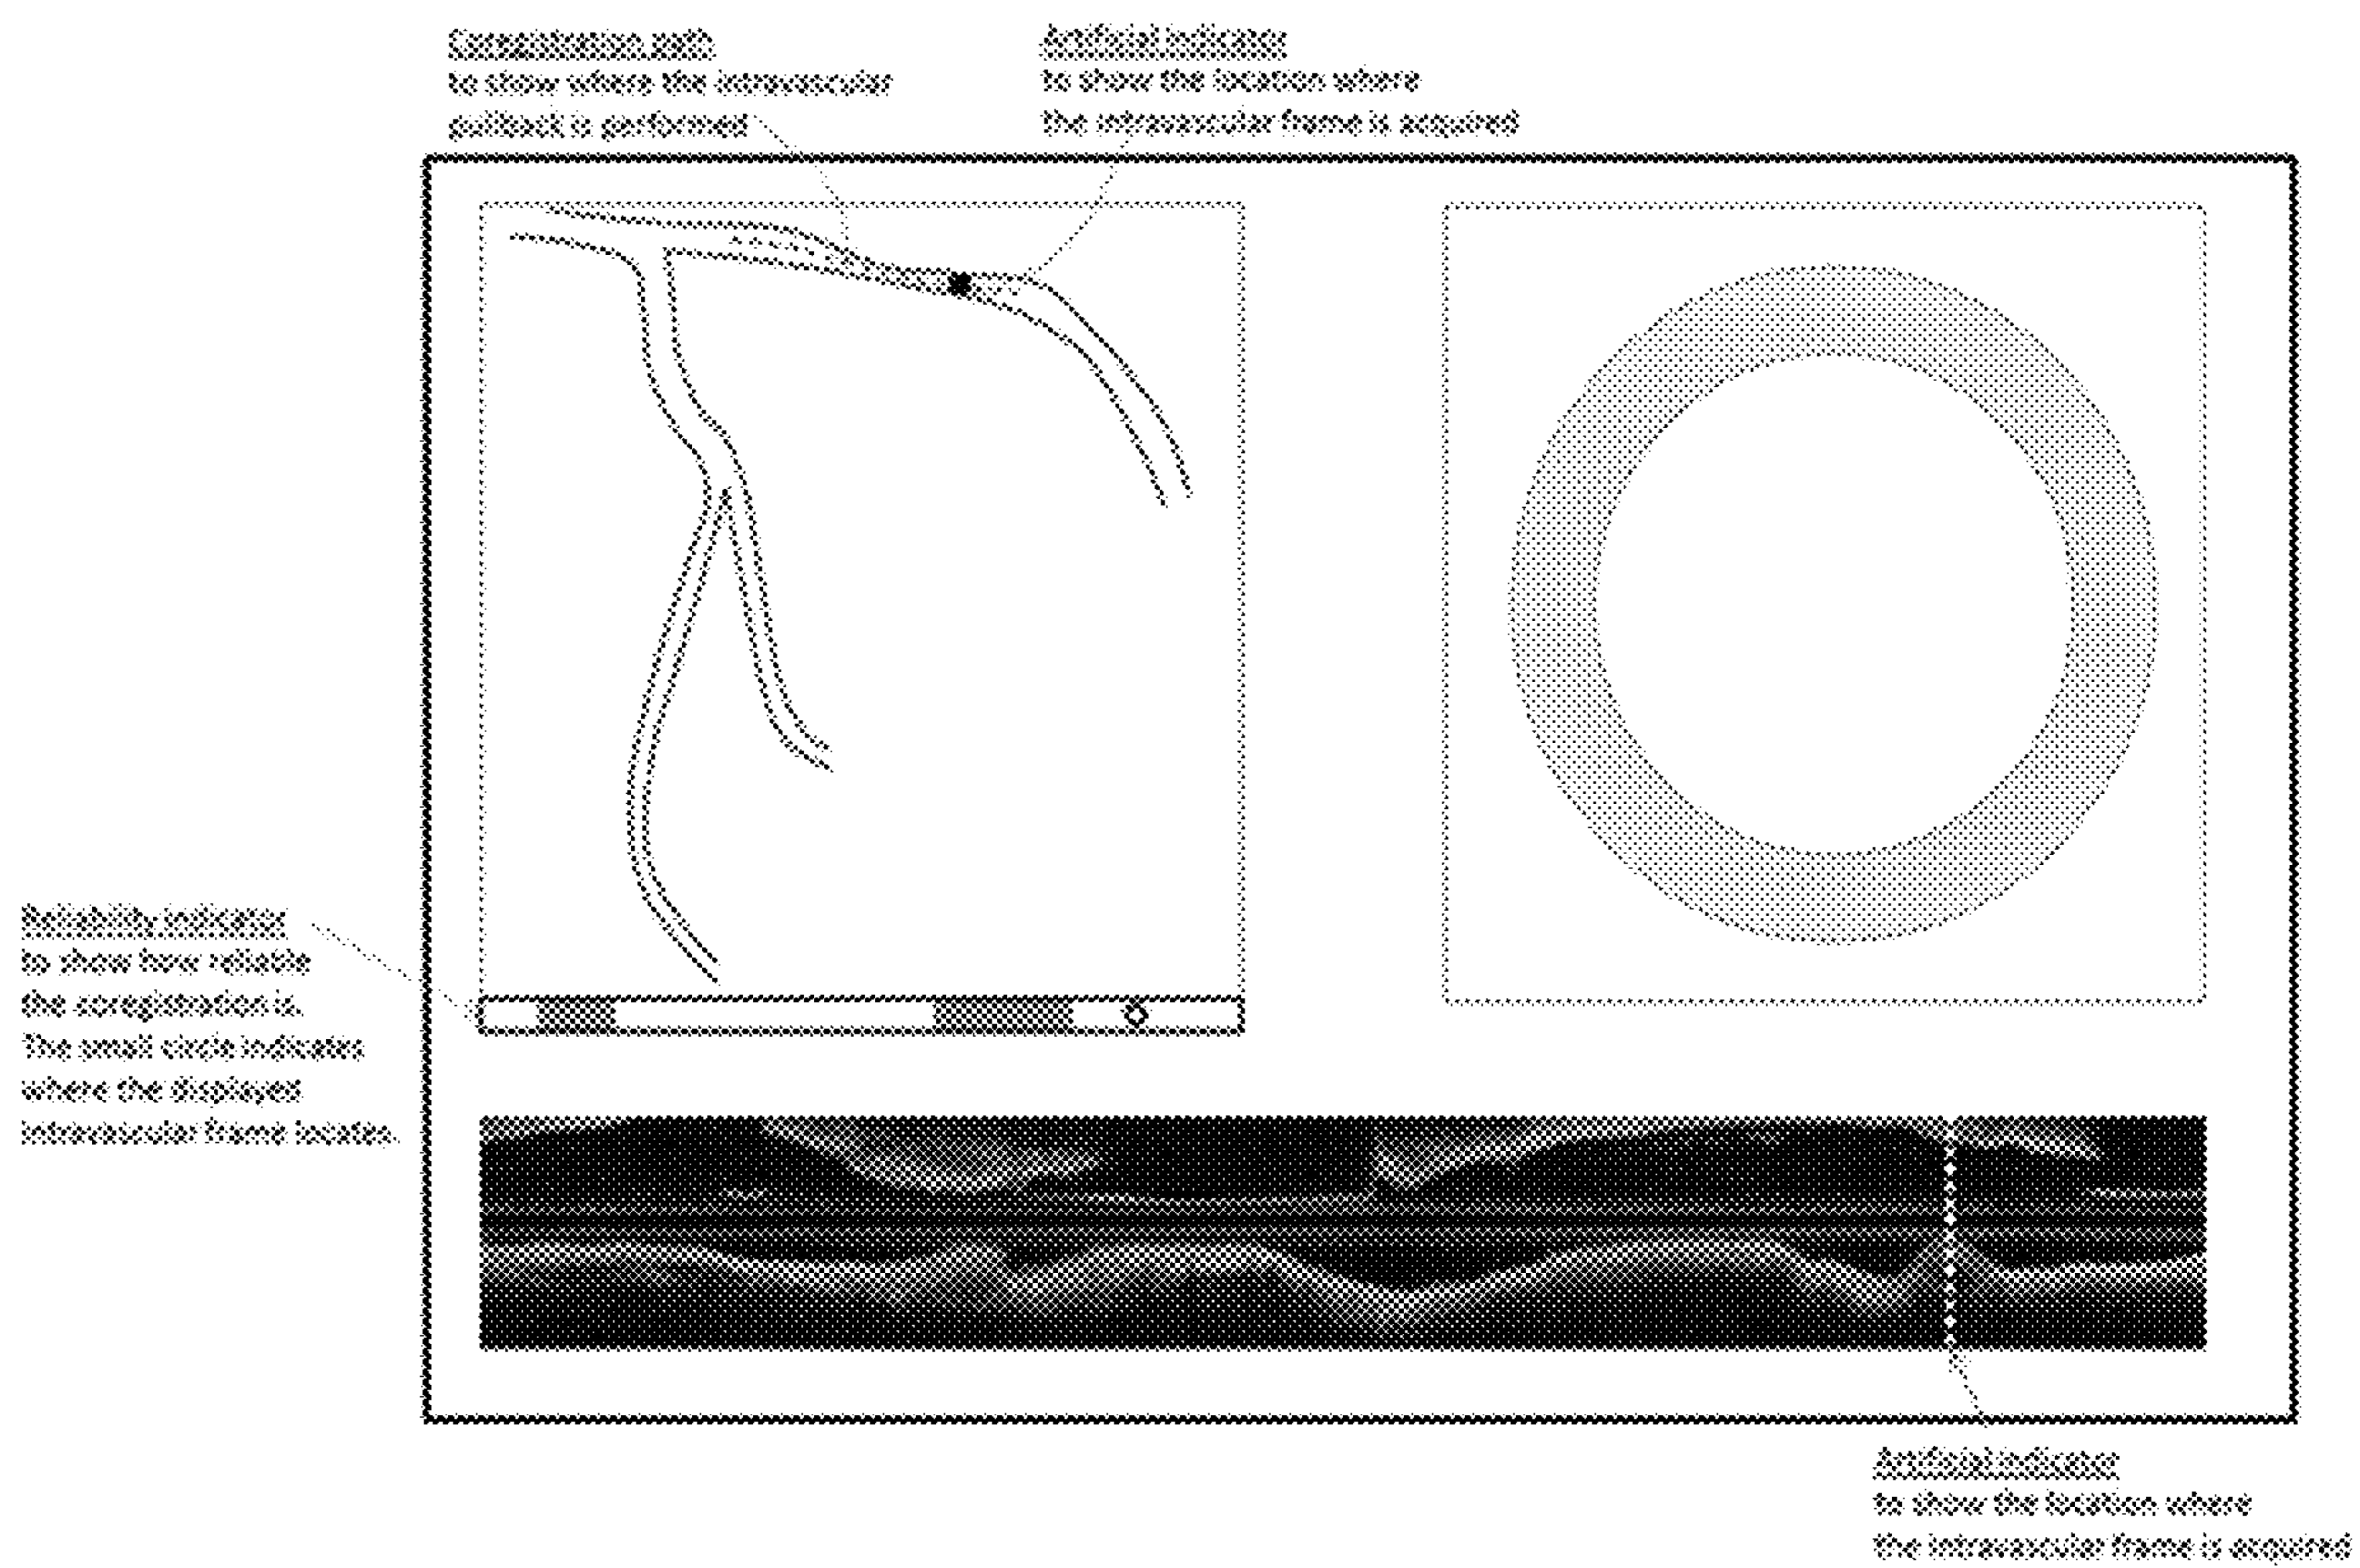 Coregistration path
to show where the intravascular
pullback is performed
Artificial indicator
to show the location where
the intravascular frame is acquired
Reliability indicator
to show how reliable
the coregistration is.
The small circle indicates
where the displayed
intravascular frame locates.
Artificial indicator
to show the location where
the intravascular frame is acquired